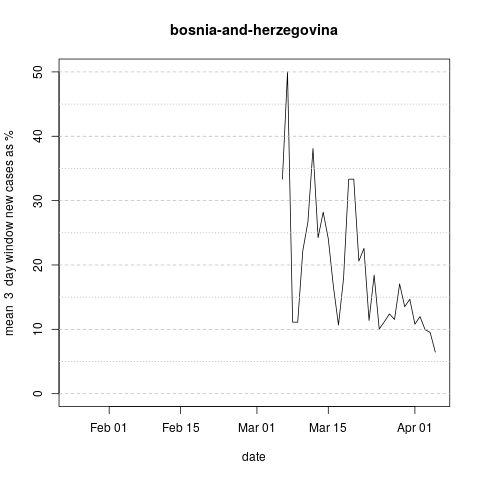 bosnia-and-herzegovina
mean 3 day window new cases as %
50
40
30
20
10
0
Feb 01 Feb 15 Mar 01 Mar 15 Apr 01
date